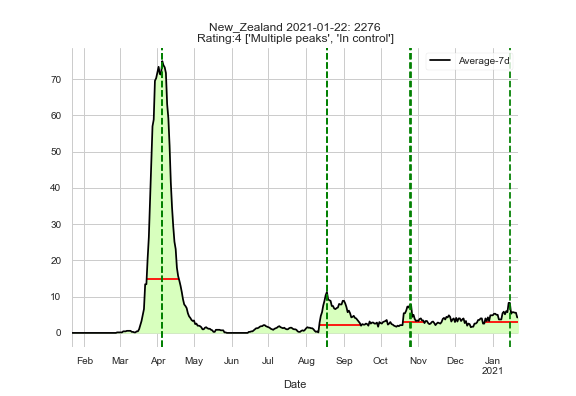 New_Zealand 2021-01-22: 2276
Rating:4 ['Multiple peaks', 'In control']
Average-7d
70
60
50
40
30
20
10
0
Feb Mar Apr May Jun Jul Aug Sep Oct Nov Dec Jan
2021
Date